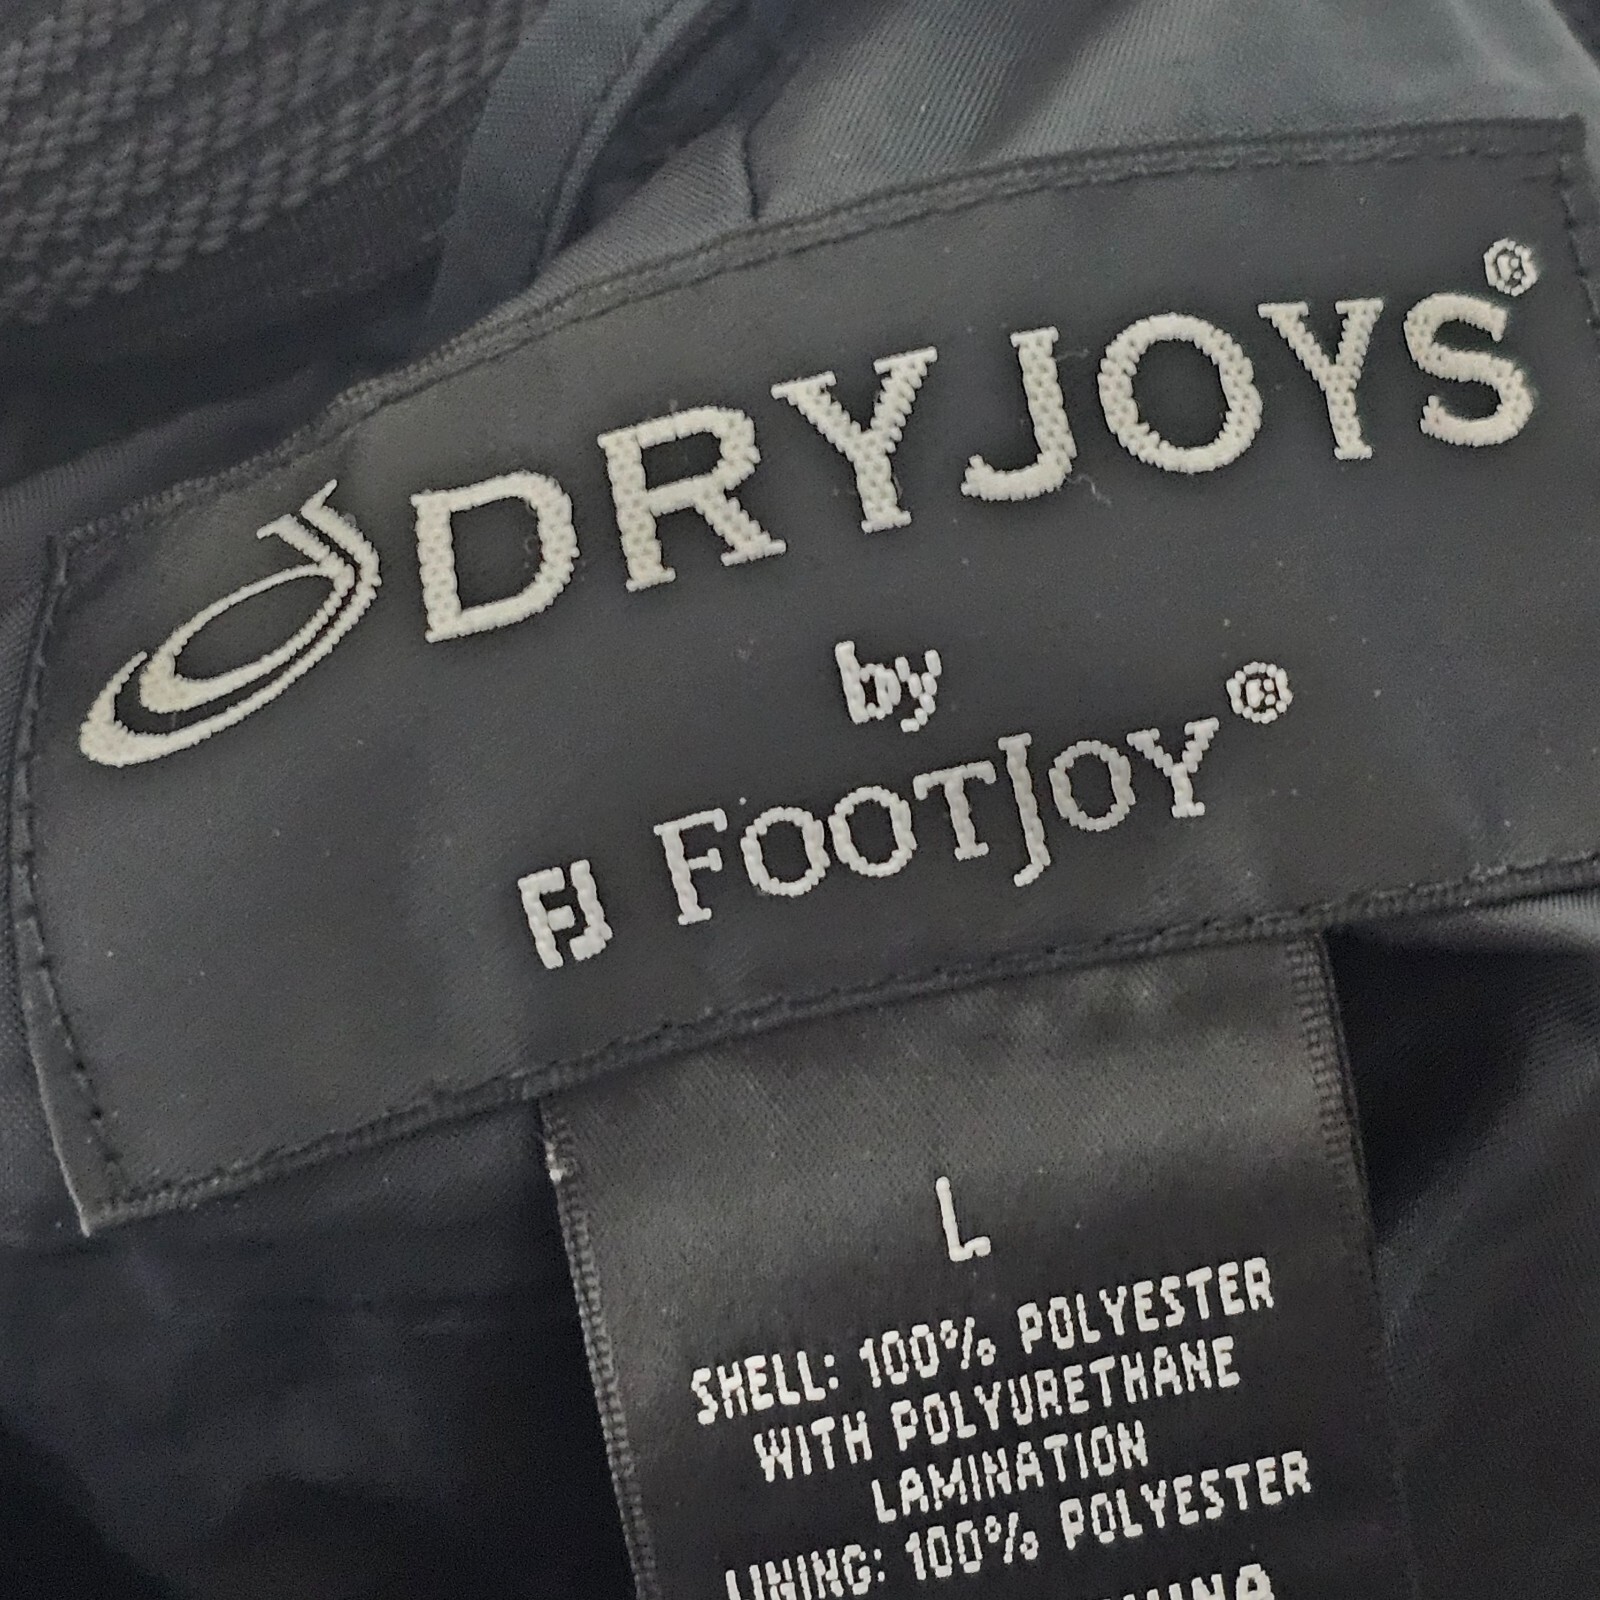 DRYJOYS®
by
FJ FOOTJOY®
L
SHELL: 100% POLYESTER
WITH POLYURETHANE
LAMINATION
LINING: 100% POLYESTER